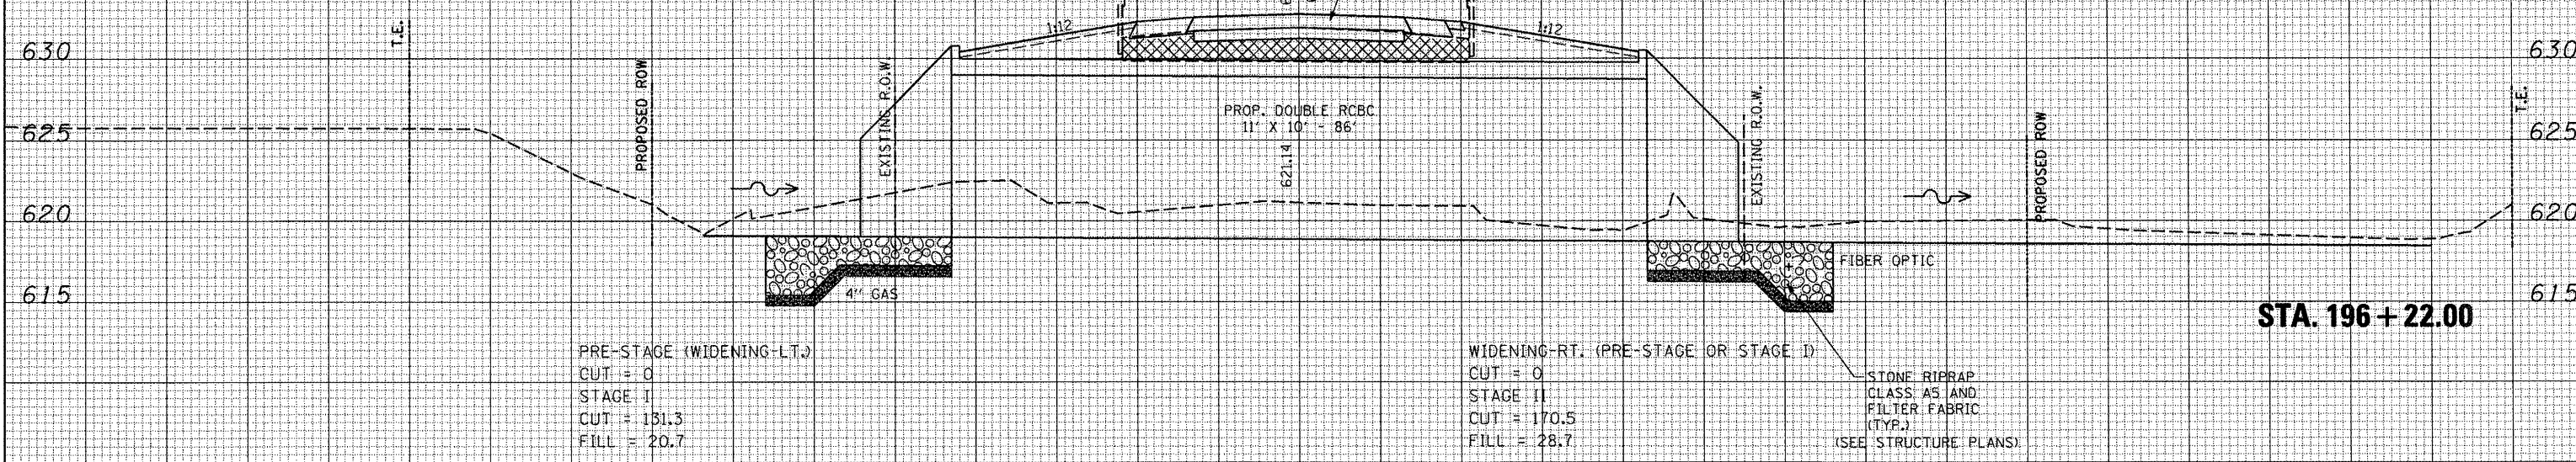 630
625
620
615
T.E.
PROPOSED ROW
EXISTING R.O.W.
1:12
1:12
PROP. DOUBLE RCBC
11' X 10' - 86'
621.14
EXISTING R.O.W.
PROPOSED ROW
T.E.
630
625
620
615
4'' GAS
FIBER OPTIC
STA. 196 + 22.00
PRE-STAGE (WIDENING-LT.)
CUT = 0
STAGE I
CUT = 131.3
FILL = 20.7
WIDENING-RT. (PRE-STAGE OR STAGE I)
CUT = 0
STAGE II
CUT = 170.5
FILL = 28.7
STONE RIPRAP
CLASS A5 AND
FILTER FABRIC
(TYP.)
(SEE STRUCTURE PLANS)